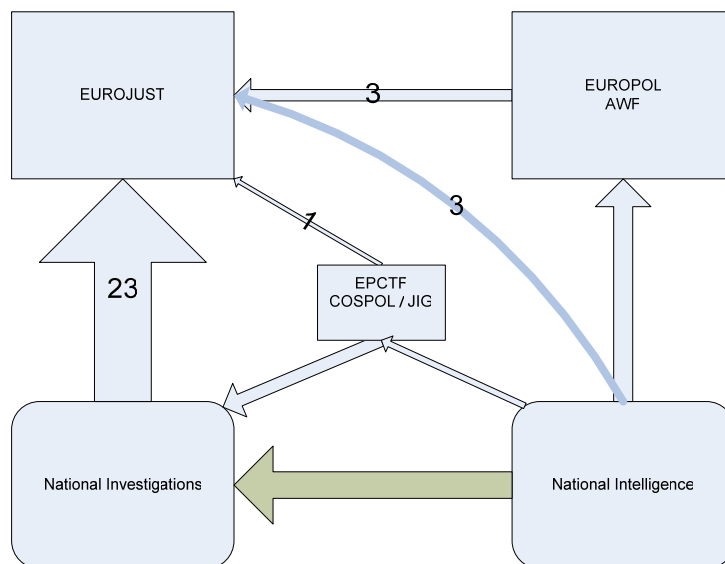 EUROJUST
3
EUROPOL
AWF
1
3
23
EPCTF
COSPOL / JIG
National Investigations
National Intelligence